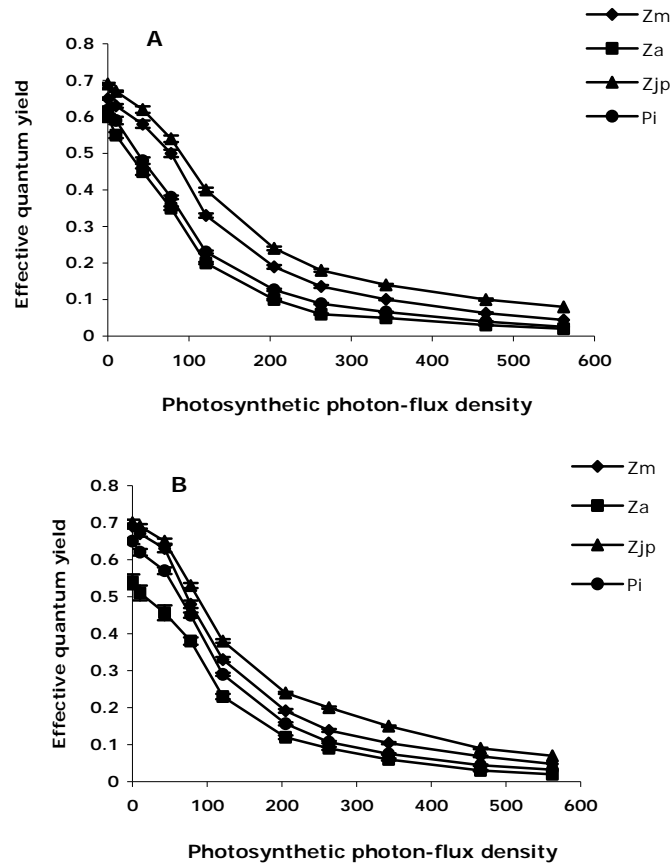 A
Zm
Za
Zjp
Pi
0.8
0.7
0.6
0.5
0.4
0.3
0.2
0.1
0
Effective quantum yield
0 100 200 300 400 500 600
Photosynthetic photon-flux density
B
Zm
Za
Zjp
Pi
0.8
0.7
0.6
0.5
0.4
0.3
0.2
0.1
0
Effective quantum yield
0 100 200 300 400 500 600
Photosynthetic photon-flux density